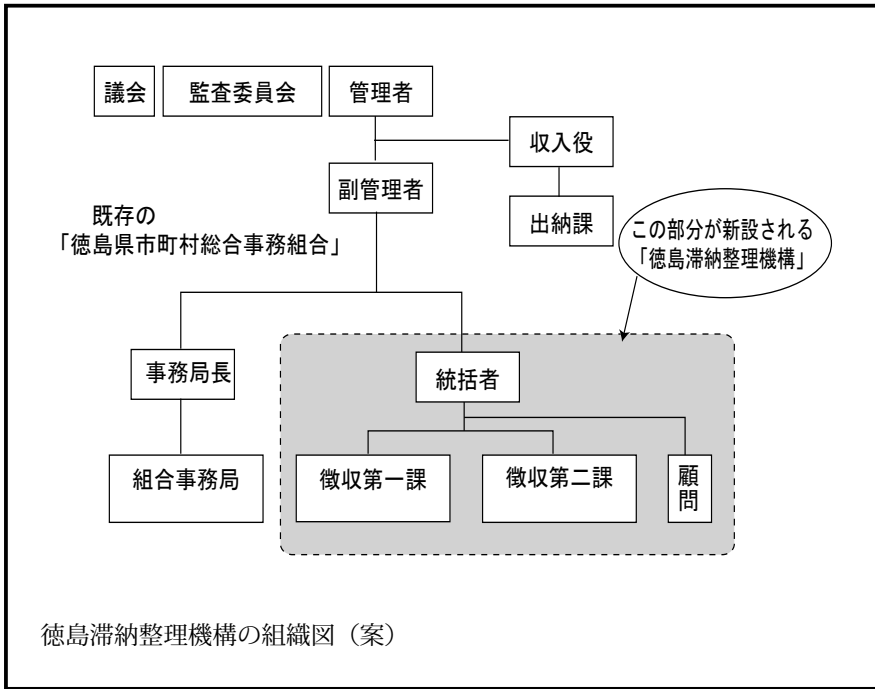 議会
監査委員会
管理者
収入役
副管理者
出納課
既存の
「徳島県市町村総合事務組合」
この部分が新設される
「徳島滞納整理機構」
事務局長
統括者
組合事務局
徴収第一課
徴収第二課
顧問
徳島滞納整理機構の組織図（案）